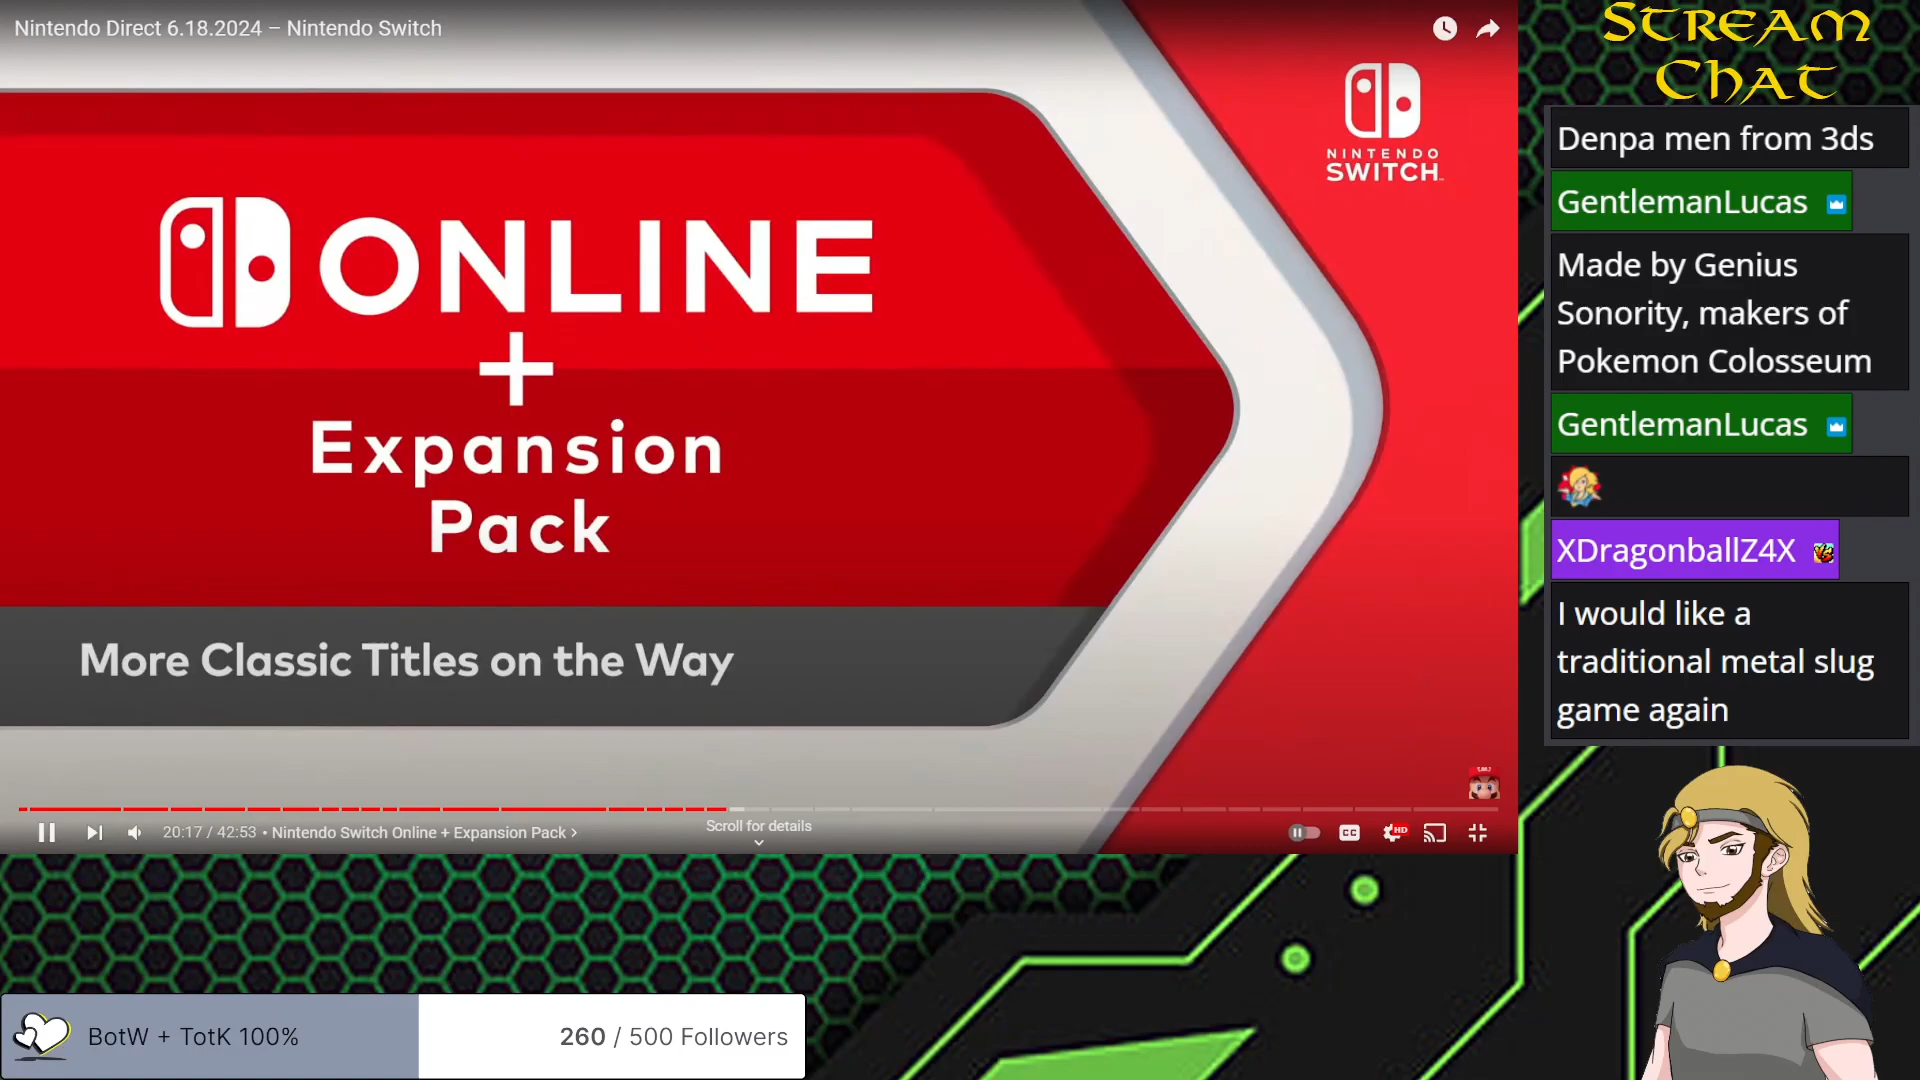 Nintendo Direct 6.18.2024 – Nintendo Switch
NINTENDO
SWITCH
ONLINE
+
Expansion
Pack
More Classic Titles on the Way
20:17 / 42:53 • Nintendo Switch Online + Expansion Pack ›
Scroll for details
CC
HD
Stream
Chat
Denpa men from 3ds
GentlemanLucas
Made by Genius
Sonority, makers of
Pokemon Colosseum
GentlemanLucas
XDragonballZ4X
I would like a
traditional metal slug
game again
BotW + TotK 100%
260 / 500 Followers